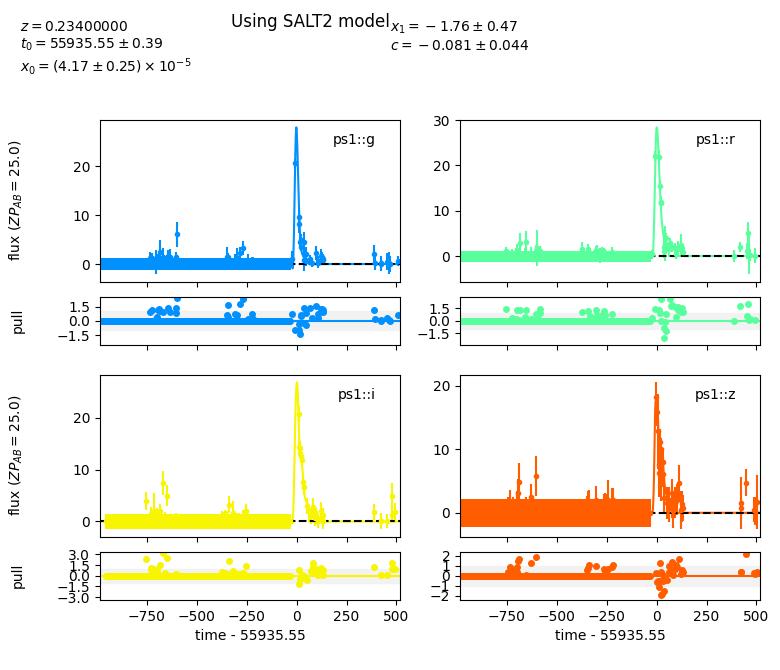 Using SALT2 model
z = 0.23400000
t₀ = 55935.55 ± 0.39
x₀ = (4.17 ± 0.25) × 10⁻⁵
x₁ = −1.76 ± 0.47
c = −0.081 ± 0.044
flux (ZP_AB = 25.0)
20
10
0
ps1::g
30
20
10
0
ps1::r
pull
1.5
0.0
−1.5
1.5
0.0
−1.5
flux (ZP_AB = 25.0)
20
10
0
ps1::i
20
10
0
ps1::z
pull
3.0
1.5
0.0
−1.5
−3.0
2
1
0
−1
−2
−750 −500 −250 0 250 500
time - 55935.55
−750 −500 −250 0 250 500
time - 55935.55